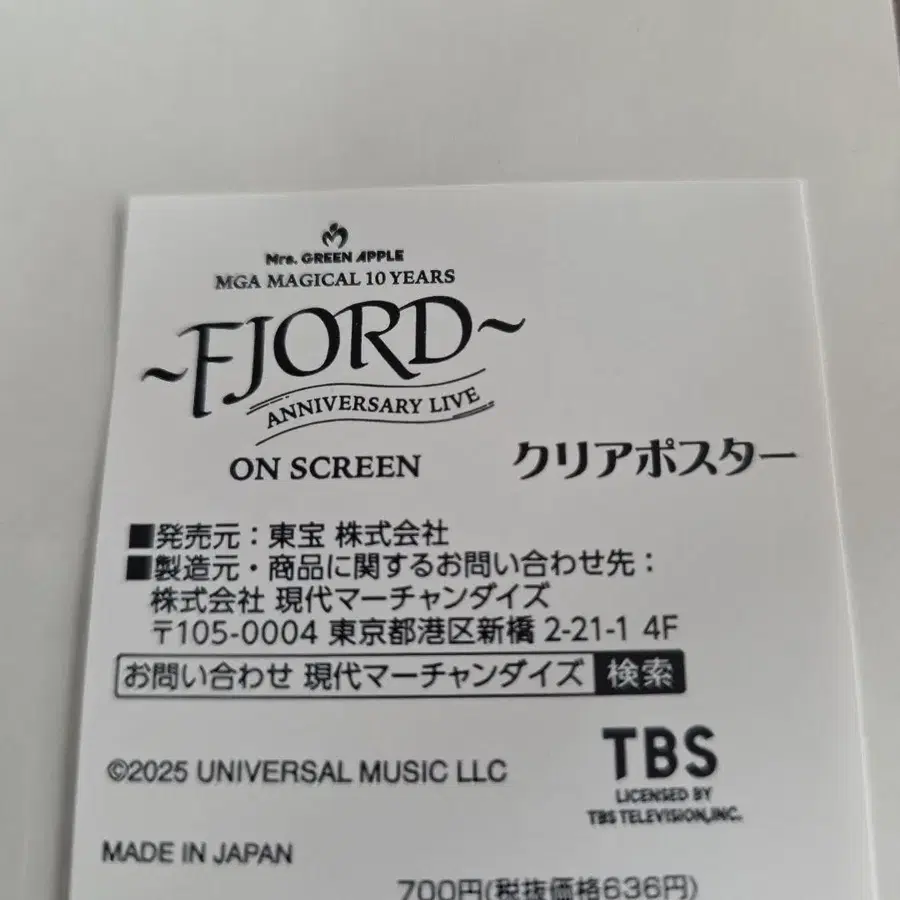 Mrs. GREEN APPLE
MGA MAGICAL 10 YEARS
~FJORD~
ANNIVERSARY LIVE
ON SCREEN
クリアポスター
■発売元：東宝 株式会社
■製造元・商品に関するお問い合わせ先：
株式会社 現代マーチャンダイズ
〒105-0004 東京都港区新橋 2-21-1 4F
お問い合わせ 現代マーチャンダイズ 検索
©2025 UNIVERSAL MUSIC LLC
TBS
LICENSED BY
TBS TELEVISION,INC.
MADE IN JAPAN
700円(税抜価格636円)